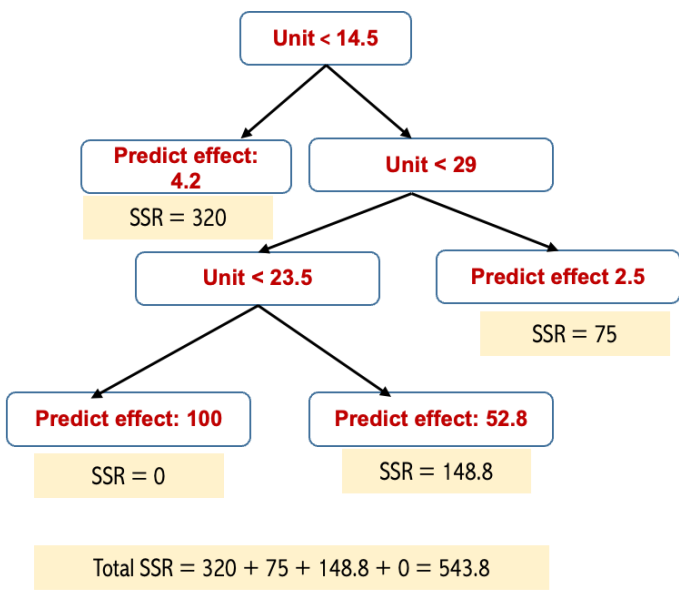 Unit < 14.5
Predict effect:
4.2
Unit < 29
SSR = 320
Unit < 23.5
Predict effect 2.5
SSR = 75
Predict effect: 100
Predict effect: 52.8
SSR = 0
SSR = 148.8
Total SSR = 320 + 75 + 148.8 + 0 = 543.8